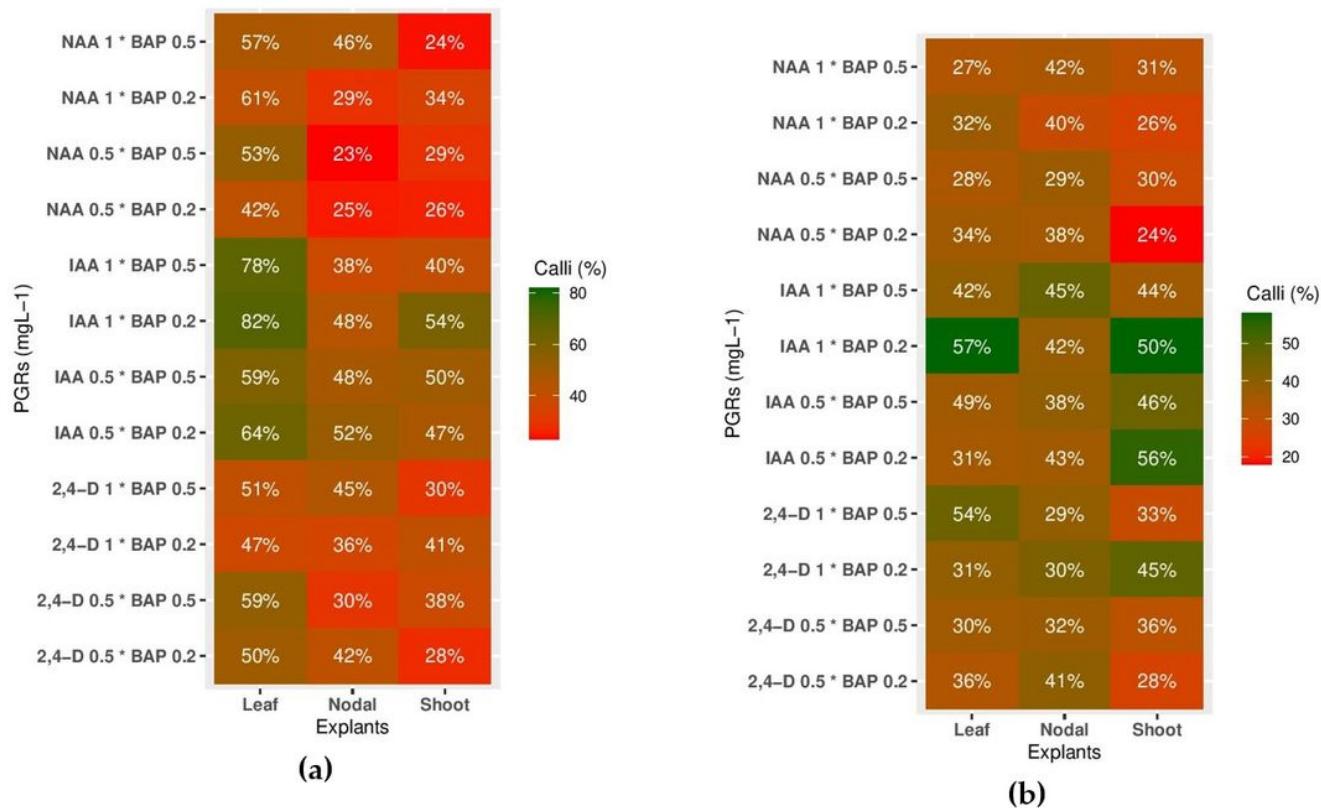 NAA 1 * BAP 0.5 57% 46% 24%
NAA 1 * BAP 0.2 61% 29% 34%
NAA 0.5 * BAP 0.5 53% 23% 29%
NAA 0.5 * BAP 0.2 42% 25% 26%
IAA 1 * BAP 0.5 78% 38% 40%
IAA 1 * BAP 0.2 82% 48% 54%
IAA 0.5 * BAP 0.5 59% 48% 50%
IAA 0.5 * BAP 0.2 64% 52% 47%
2,4−D 1 * BAP 0.5 51% 45% 30%
2,4−D 1 * BAP 0.2 47% 36% 41%
2,4−D 0.5 * BAP 0.5 59% 30% 38%
2,4−D 0.5 * BAP 0.2 50% 42% 28%
Leaf Nodal Shoot
Explants
PGRs (mgL−1)
Calli (%)
80
60
40
(a)
NAA 1 * BAP 0.5 27% 42% 31%
NAA 1 * BAP 0.2 32% 40% 26%
NAA 0.5 * BAP 0.5 28% 29% 30%
NAA 0.5 * BAP 0.2 34% 38% 24%
IAA 1 * BAP 0.5 42% 45% 44%
IAA 1 * BAP 0.2 57% 42% 50%
IAA 0.5 * BAP 0.5 49% 38% 46%
IAA 0.5 * BAP 0.2 31% 43% 56%
2,4−D 1 * BAP 0.5 54% 29% 33%
2,4−D 1 * BAP 0.2 31% 30% 45%
2,4−D 0.5 * BAP 0.5 30% 32% 36%
2,4−D 0.5 * BAP 0.2 36% 41% 28%
Leaf Nodal Shoot
Explants
PGRs (mgL−1)
Calli (%)
50
40
30
20
(b)